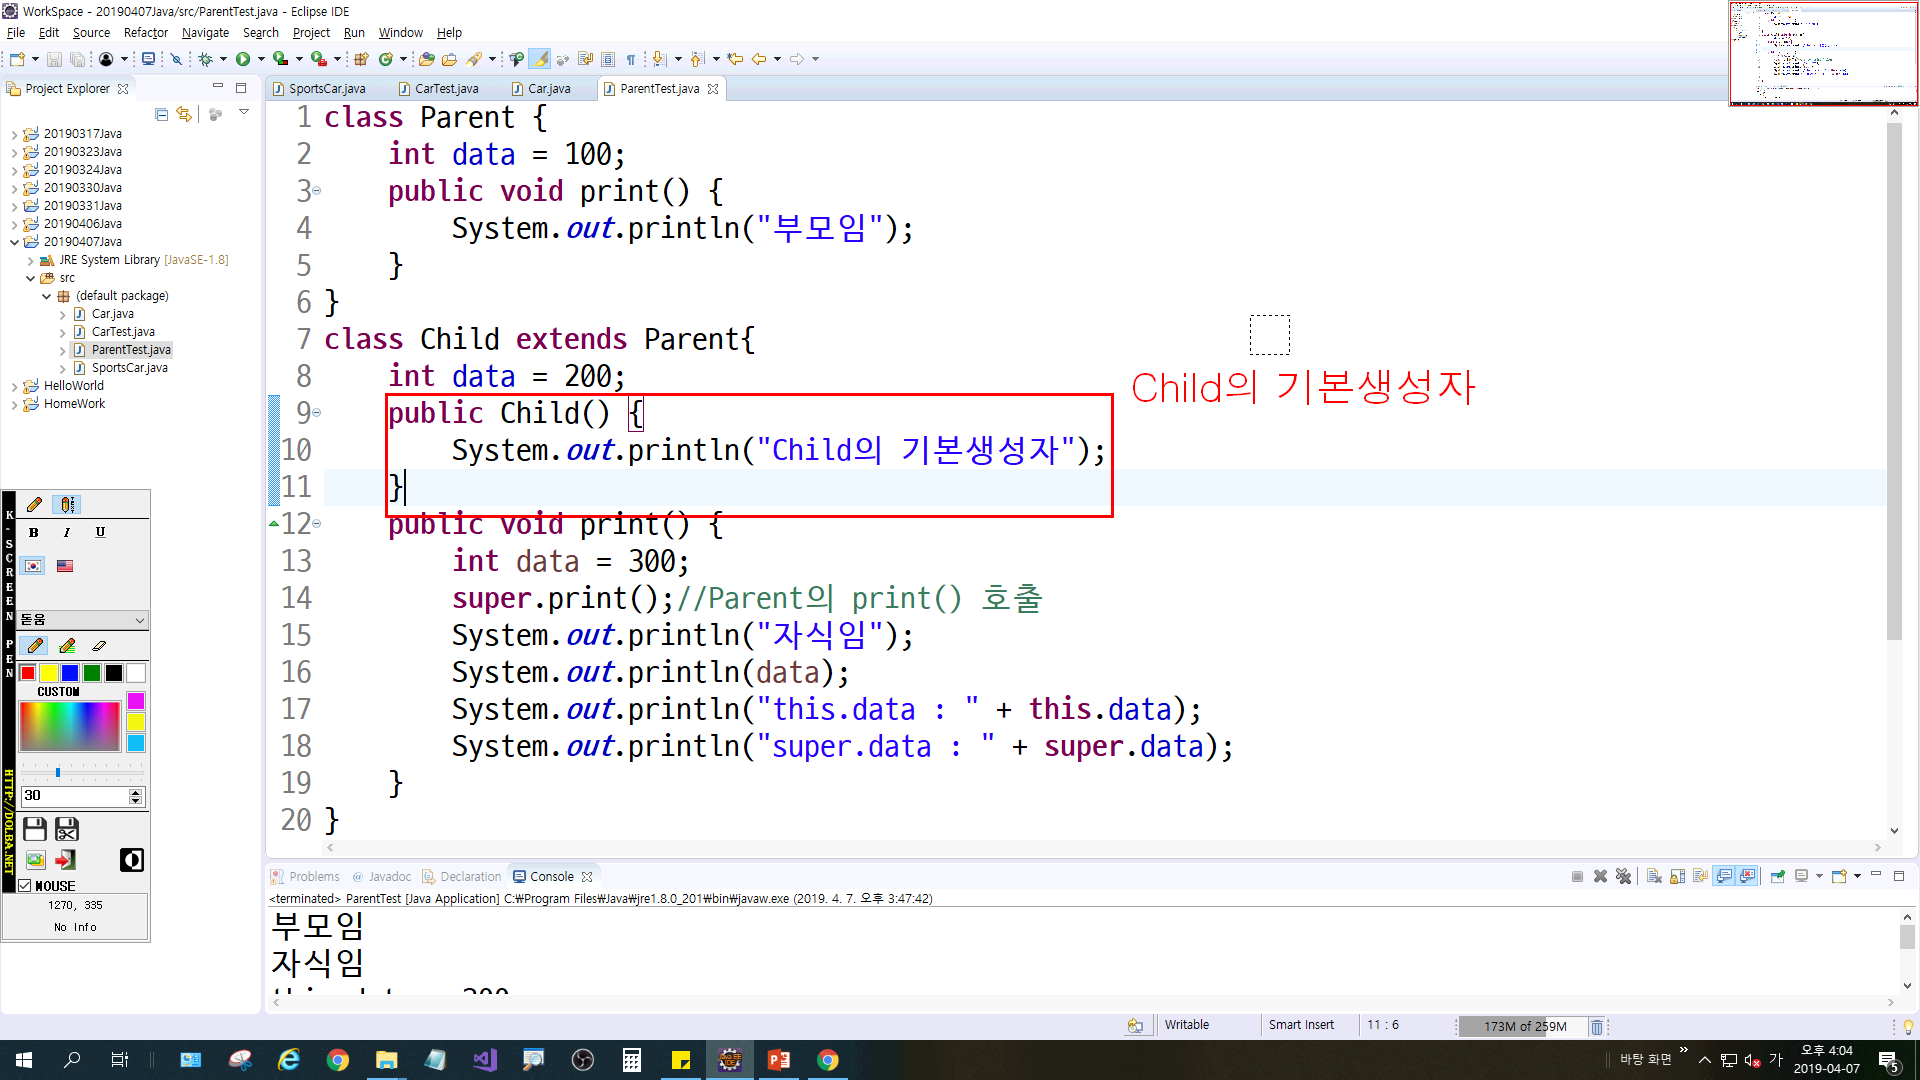 WorkSpace - 20190407Java/src/ParentTest.java - Eclipse IDE
File Edit Source Refactor Navigate Search Project Run Window Help
Project Explorer
SportsCar.java CarTest.java Car.java ParentTest.java
20190317Java
20190323Java
20190324Java
20190330Java
20190331Java
20190406Java
20190407Java
JRE System Library [JavaSE-1.8]
src
(default package)
Car.java
CarTest.java
ParentTest.java
SportsCar.java
HelloWorld
HomeWork
1 class Parent {
2 int data = 100;
3 public void print() {
4 System.out.println("부모임");
5 }
6 }
7 class Child extends Parent{
8 int data = 200;
9 public Child() {
10 System.out.println("Child의 기본생성자");
11 }
12 public void print() {
13 int data = 300;
14 super.print();//Parent의 print() 호출
15 System.out.println("자식임");
16 System.out.println(data);
17 System.out.println("this.data : " + this.data);
18 System.out.println("super.data : " + super.data);
19 }
20 }
Child의 기본생성자
K-SCREEN PEN
HTTP://DOLBA.NET
B I U
돋움
CUSTOM
30
MOUSE
1270, 335
No Info
Problems @ Javadoc Declaration Console
<terminated> ParentTest [Java Application] C:₩Program Files₩Java₩jre1.8.0_201₩bin₩javaw.exe (2019. 4. 7. 오후 3:47:42)
부모임
자식임
Writable Smart Insert 11 : 6 173M of 259M
바탕 화면 가 오후 4:04
2019-04-07
5